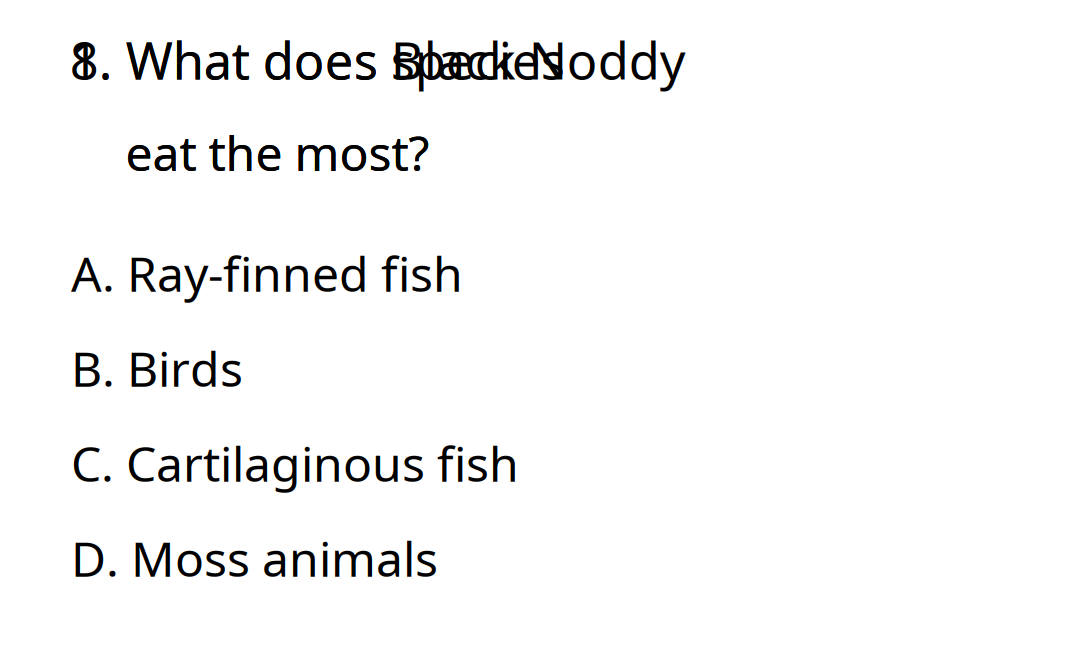 8. What does Black Noddy
eat the most?
A. Ray-finned fish
B. Birds
C. Cartilaginous fish
D. Moss animals